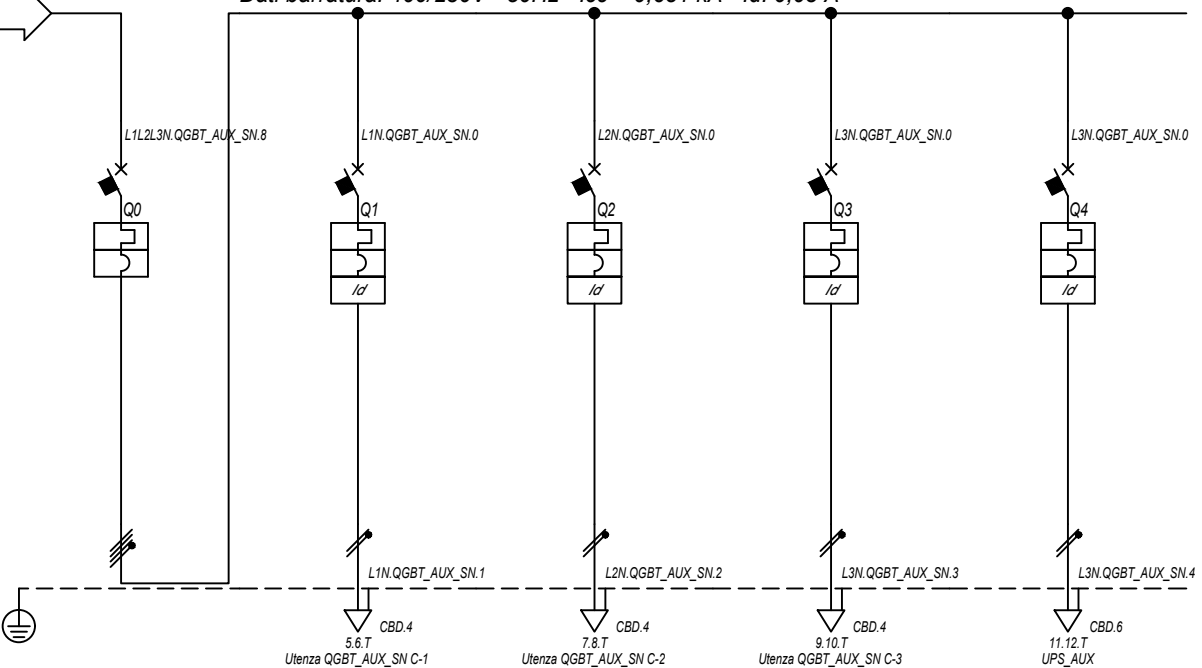 L1L2L3N.QGBT_AUX_SN.8
L1N.QGBT_AUX_SN.0
L2N.QGBT_AUX_SN.0
L3N.QGBT_AUX_SN.0
L3N.QGBT_AUX_SN.0
Q0
Q1
Q2
Q3
Q4
Id
Id
Id
Id
L1N.QGBT_AUX_SN.1
L2N.QGBT_AUX_SN.2
L3N.QGBT_AUX_SN.3
L3N.QGBT_AUX_SN.4
CBD.4
CBD.4
CBD.4
CBD.6
5.6.T
7.8.T
9.10.T
11.12.T
Utenza QGBT_AUX_SN C-1
Utenza QGBT_AUX_SN C-2
Utenza QGBT_AUX_SN C-3
UPS_AUX